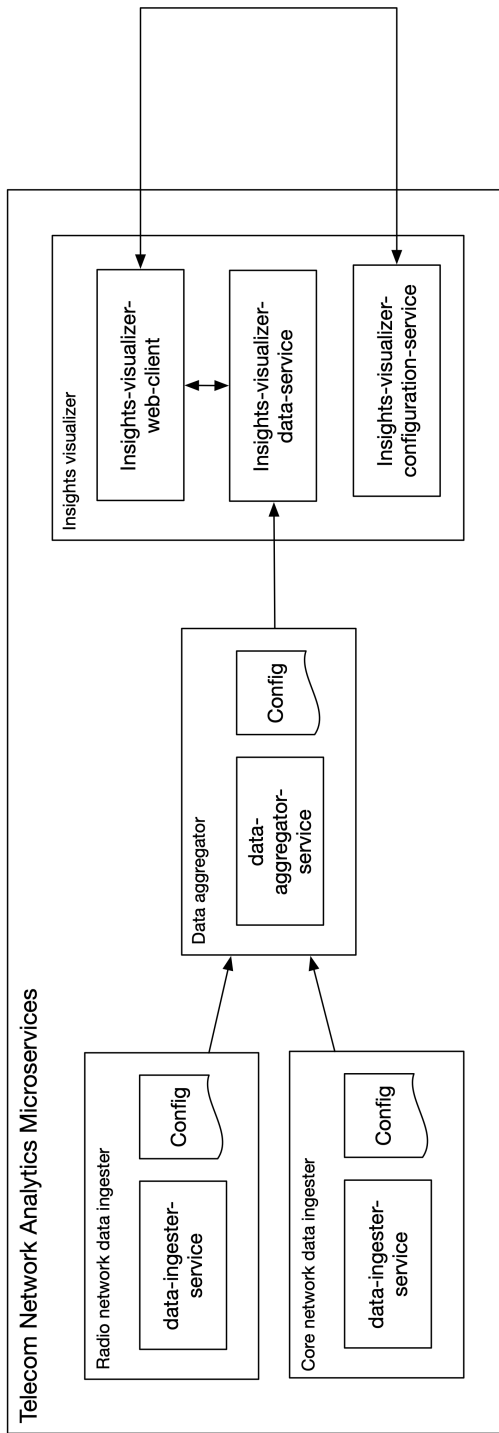 Telecom Network Analytics Microservices
Radio network data ingester
data-ingester-
service
Config
Core network data ingester
data-ingester-
service
Config
Data aggregator
data-
aggregator-
service
Config
Insights visualizer
Insights-visualizer-
web-client
Insights-visualizer-
data-service
Insights-visualizer-
configuration-service